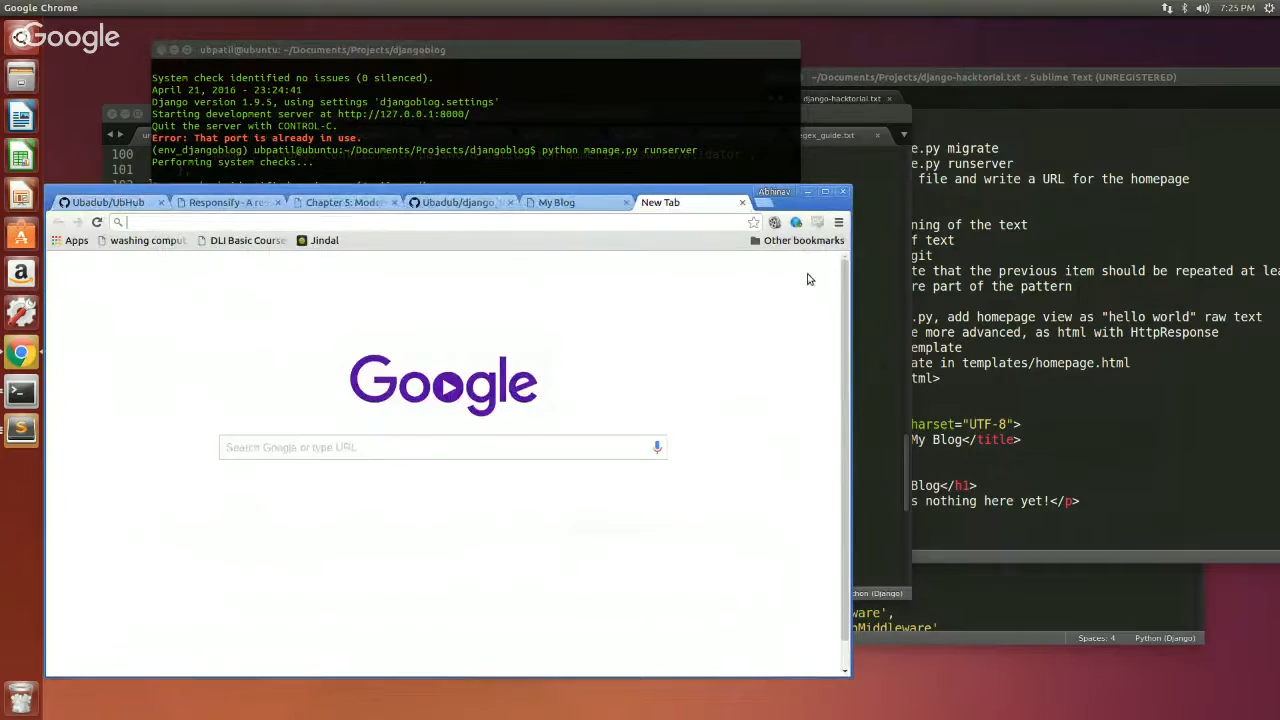 Google Chrome
7:25 PM
Google
ubpatil@ubuntu: ~/Documents/Projects/djangoblog
System check identified no issues (0 silenced).
April 21, 2016 - 23:24:41
Django version 1.9.5, using settings 'djangoblog.settings'
Starting development server at http://127.0.0.1:8000/
Quit the server with CONTROL-C.
Error: That port is already in use.
(env_djangoblog) ubpatil@ubuntu:~/Documents/Projects/djangoblog$ python manage.py runserver
Performing system checks...
~/Documents/Projects/django-hacktorial.txt - Sublime Text (UNREGISTERED)
django-hacktorial.txt
egex_guide.txt
100
101
e.py migrate
e.py runserver
file and write a URL for the homepage
ning of the text
f text
git
te that the previous item should be repeated at lea
re part of the pattern
.py, add homepage view as "hello world" raw text
e more advanced, as html with HttpResponse
emplate
ate in templates/homepage.html
tml>
harset="UTF-8">
My Blog</title>
Blog</h1>
s nothing here yet!</p>
Abhinav
Ubadub/UbHub
Responsify - A re
Chapter 5: Mode
Ubadub/django_
My Blog
New Tab
Apps
washing comput
DLI Basic Course
Jindal
Other bookmarks
Google
Search Google or type URL
thon (Django)
ware',
nMiddleware'
Spaces: 4
Python (Django)